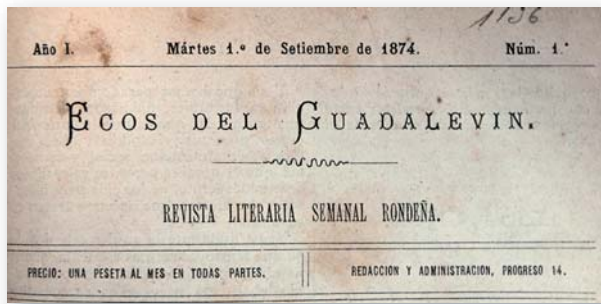 1136
Año I. Mártes 1.º de Setiembre de 1874. Núm. 1.º
ECOS DEL GUADALEVIN.
REVISTA LITERARIA SEMANAL RONDEÑA.
PRECIO: UNA PESETA AL MES EN TODAS PARTES. REDACCION Y ADMINISTRACION, PROGRESO 14.